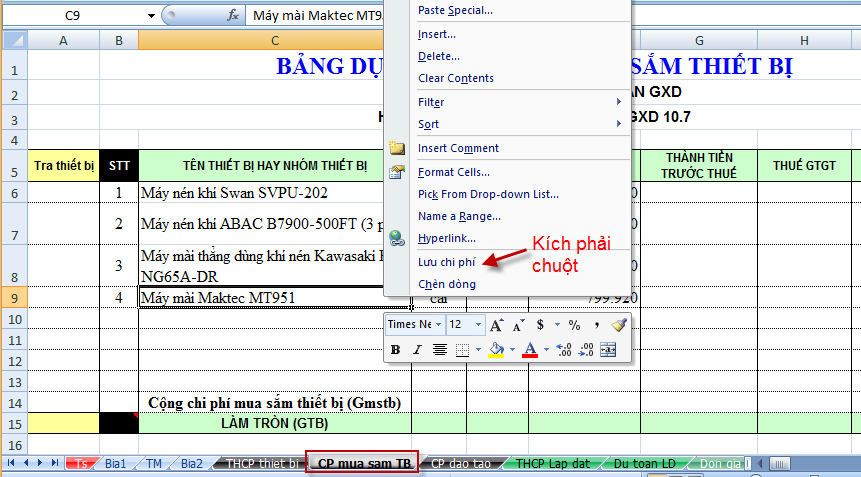 C9
fx
Máy mài Maktec MT9
A B C G H
1 BẢNG DỤ SẮM THIẾT BỊ
2 AN GXD
3 H GXD 10.7
4
5 Tra thiết bị STT TÊN THIẾT BỊ HAY NHÓM THIẾT BỊ THÀNH TIỀN TRƯỚC THUẾ THUẾ GTGT
6 1 Máy nén khí Swan SVPU-202 0
7 2 Máy nén khí ABAC B7900-500FT (3 p 0
8 3 Máy mài thẳng dùng khí nén Kawasaki
NG65A-DR 0
9 4 Máy mài Maktec MT951 cái 799.920
10
11
12
13
14 Cộng chi phí mua sắm thiết bị (Gmstb)
15 LÀM TRÒN (GTB)
16
Paste Special...
Insert...
Delete...
Clear Contents
Filter
Sort
Insert Comment
Format Cells...
Pick From Drop-down List...
Name a Range...
Hyperlink...
Lưu chi phí
Chèn dòng
Kích phải
chuột
Times Ne 12 A A $ % ,
B I A .00 .00
Ts Bia1 TM Bia2 THCP thiet bi CP mua sam TB CP dao tao THCP Lap dat Du toan LD Don gia